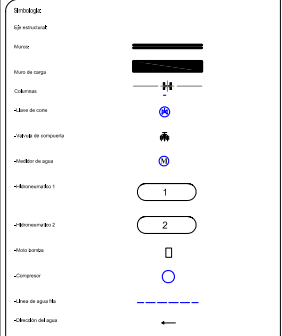 Simbología:
Eje estructural:
Muros:
Muro de carga
Columnas
-Llave de corte
-Valvula de compuerta
-Medidor de agua
M
-Hidroneumatico 1
1
-Hidroneumatico 2
2
-Moto bomba
-Compresor
-Linea de agua fria
-Dirección del agua